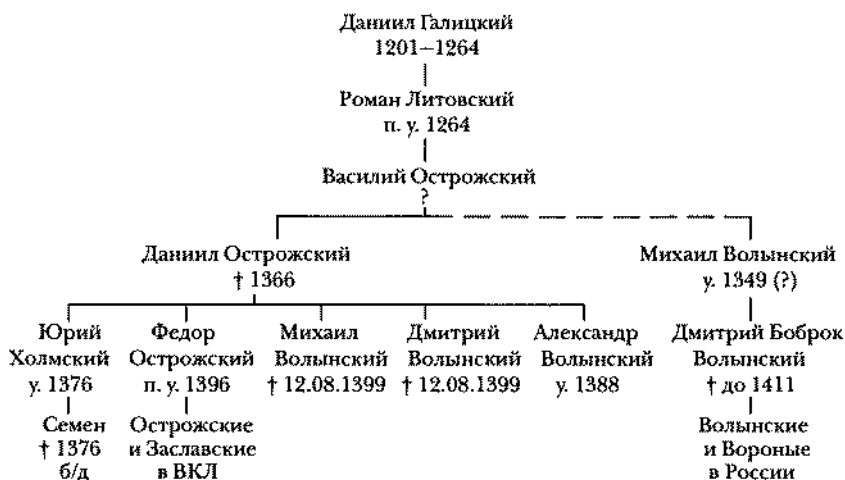 Даниил Галицкий
1201–1264
Роман Литовский
п. у. 1264
Василий Острожский
?
Даниил Острожский
† 1366
Михаил Волынский
у. 1349 (?)
Юрий
Холмский
у. 1376
Семен
† 1376
б/д
Федор
Острожский
п. у. 1396
Острожские
и Заславские
в ВКЛ
Михаил
Волынский
† 12.08.1399
Дмитрий
Волынский
† 12.08.1399
Александр
Волынский
у. 1388
Дмитрий Боброк
Волынский
† до 1411
Волынские
и Вороные
в России